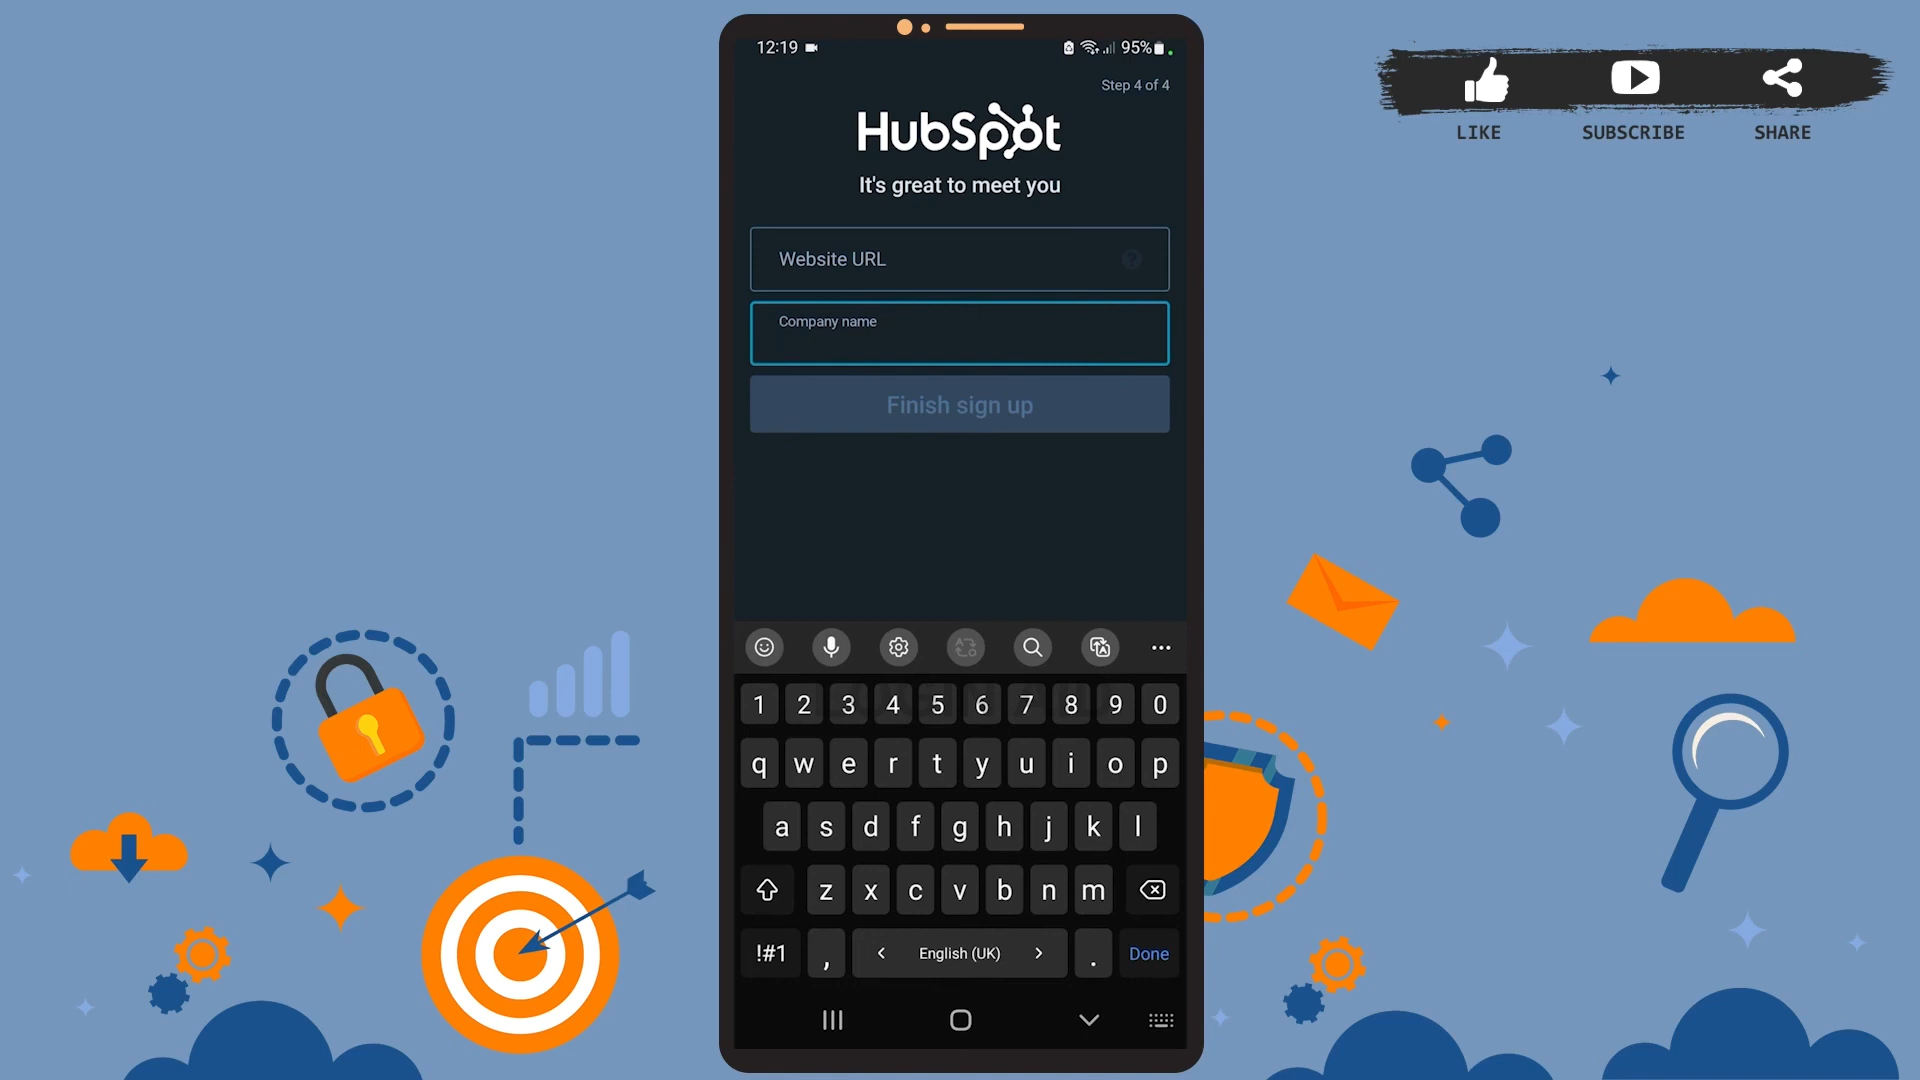 12:19
95%
Step 4 of 4
HubSpot
It's great to meet you
Website URL
Company name
Finish sign up
LIKE SUBSCRIBE SHARE
1 2 3 4 5 6 7 8 9 0
q w e r t y u i o p
a s d f g h j k l
z x c v b n m
!#1 , < English (UK) > . Done